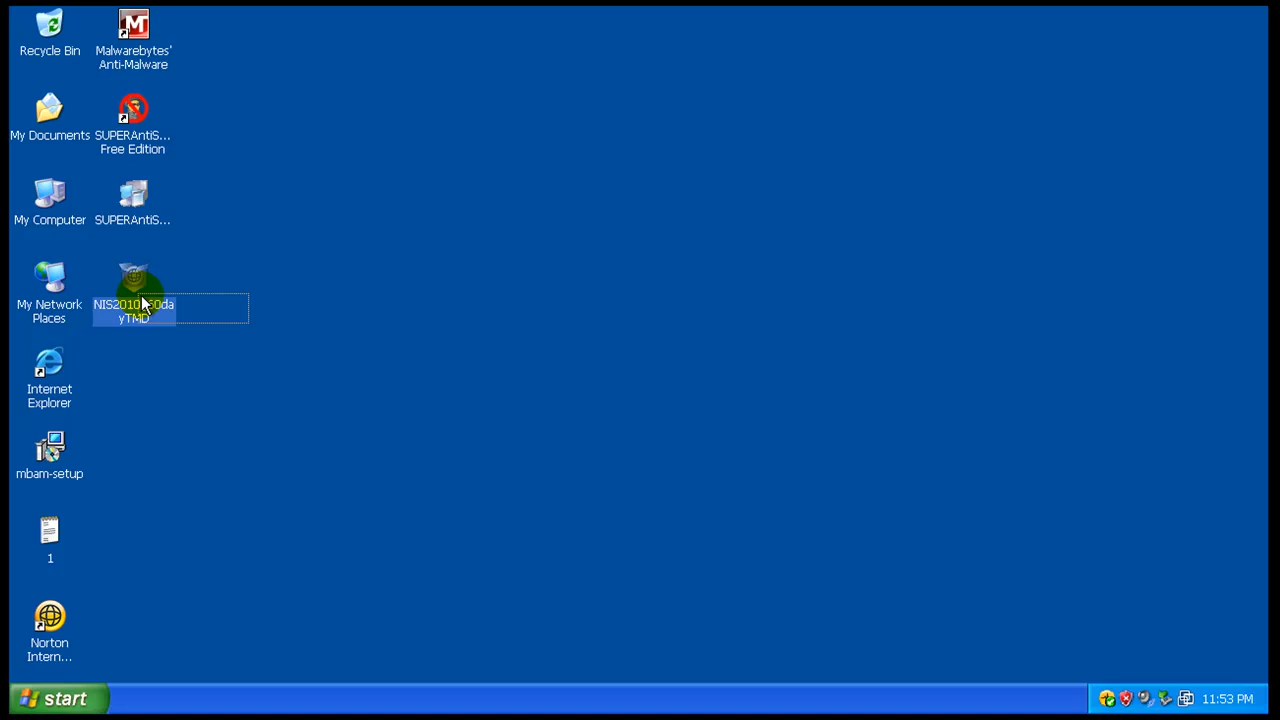 Recycle Bin
Malwarebytes'
Anti-Malware
My Documents
SUPERAntiS...
Free Edition
My Computer
SUPERAntiS...
My Network
Places
yTMD
Internet
Explorer
mbam-setup
1
Norton
Intern...
start
11:53 PM